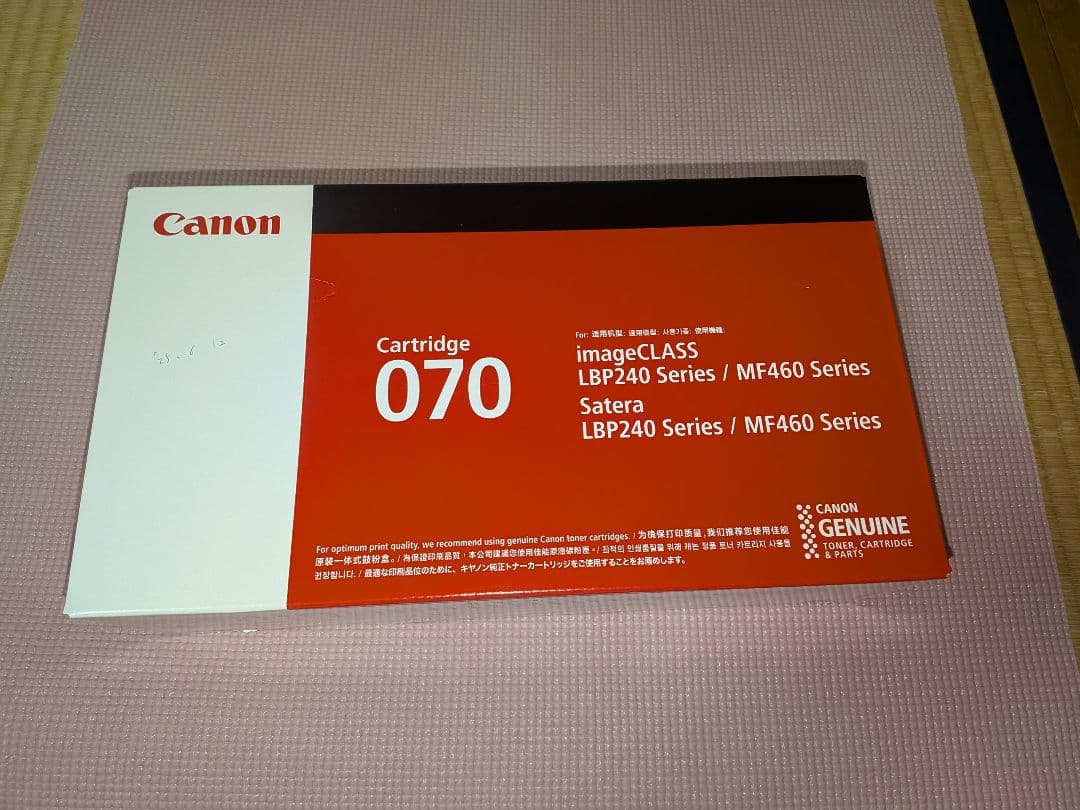 Canon
Cartridge
070
For: 适用机型: 適用機型: 사용기종: 使用機種:
imageCLASS
LBP240 Series / MF460 Series
Satera
LBP240 Series / MF460 Series
CANON
GENUINE
TONER, CARTRIDGE
& PARTS
For optimum print quality, we recommend using genuine Canon toner cartridges. / 为确保打印质量,我们推荐您使用佳能
原装一体式鼓粉盒。/ 為保證印刷品質,本公司建議您使用佳能原廠碳粉匣。/ 최적의 인쇄품질을 위해 캐논 정품 토너 카트리지 사용을
권장합니다. / 最適な印刷品位のために、キヤノン純正トナーカートリッジをご使用することをお薦めします。